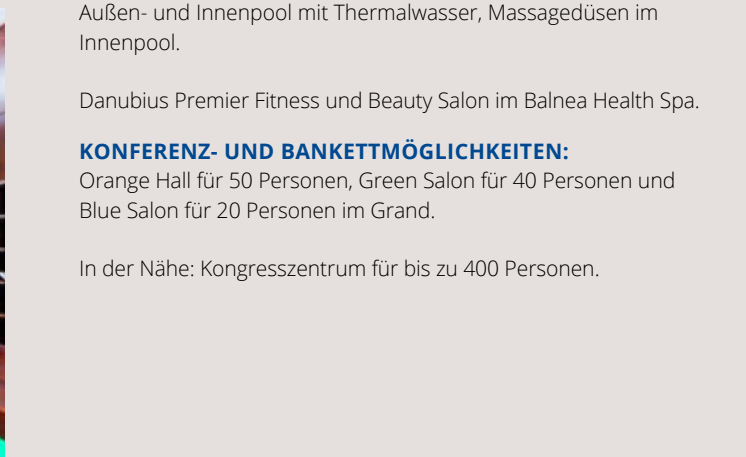 Außen- und Innenpool mit Thermalwasser, Massagedüsen im
Innenpool.
Danubius Premier Fitness und Beauty Salon im Balnea Health Spa.
KONFERENZ- UND BANKETTMÖGLICHKEITEN:
Orange Hall für 50 Personen, Green Salon für 40 Personen und
Blue Salon für 20 Personen im Grand.
In der Nähe: Kongresszentrum für bis zu 400 Personen.